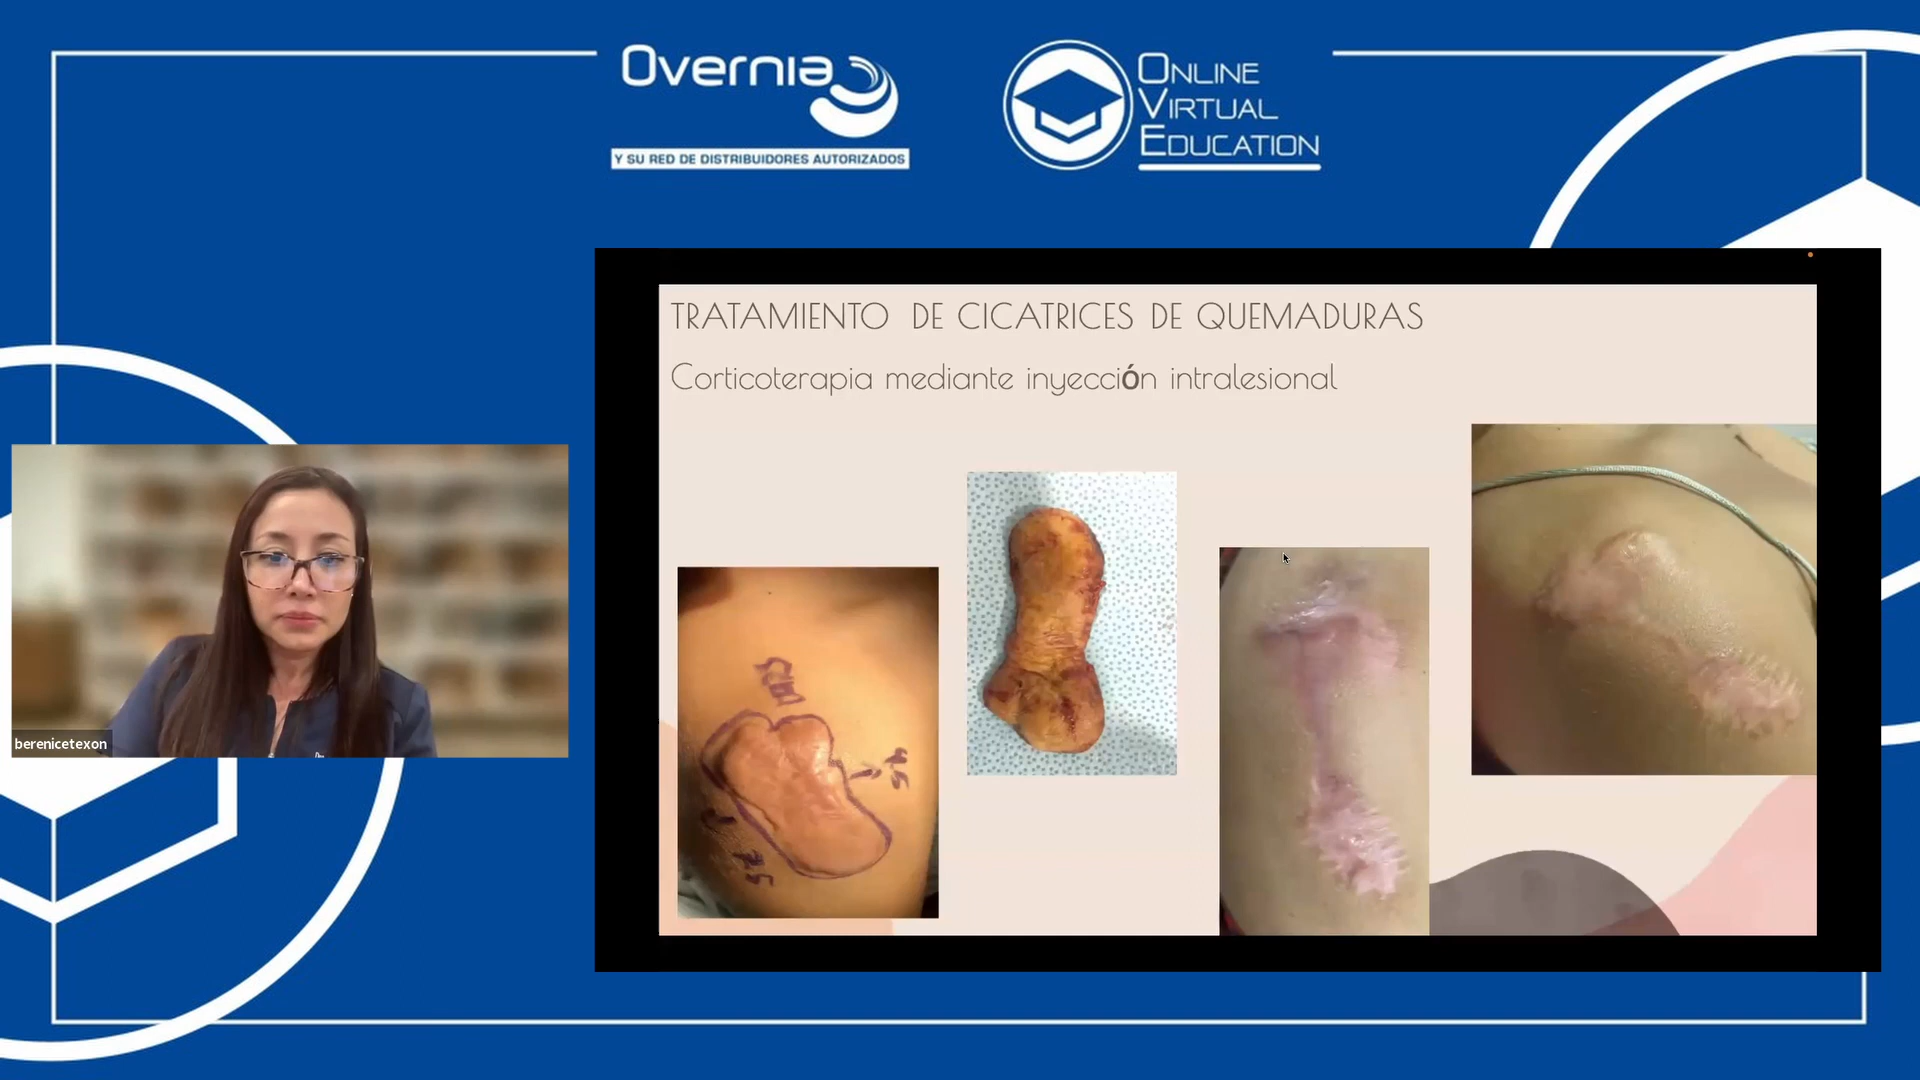 Overnia
Y SU RED DE DISTRIBUIDORES AUTORIZADOS
ONLINE
VIRTUAL
EDUCATION
TRATAMIENTO DE CICATRICES DE QUEMADURAS
Corticoterapia mediante inyección intralesional
berenicetexon